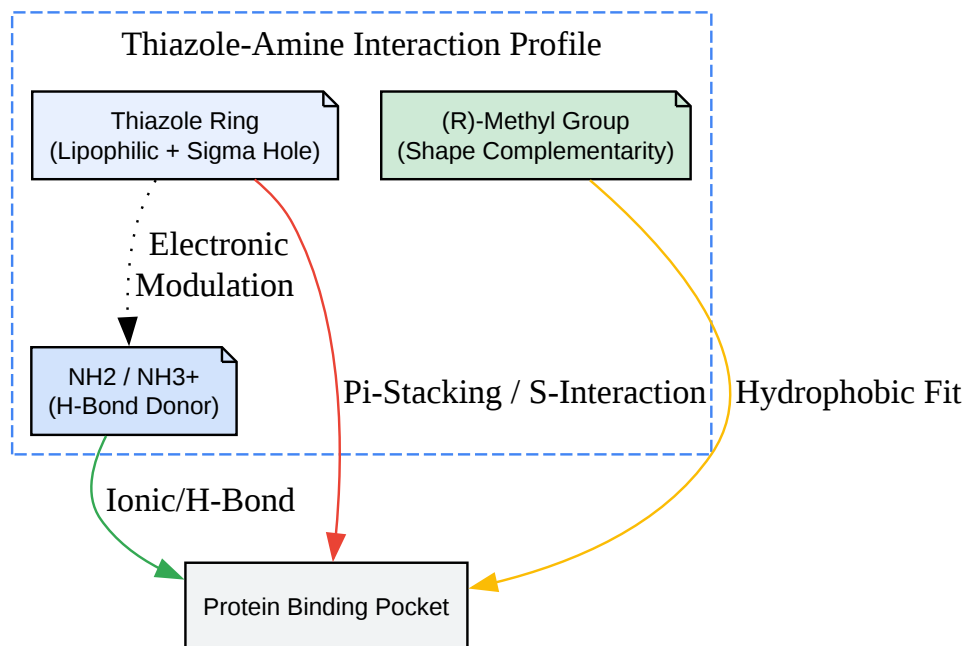 Thiazole-Amine Interaction Profile
Thiazole Ring
(Lipophilic + Sigma Hole)
(R)-Methyl Group
(Shape Complementarity)
Electronic
Modulation
NH2 / NH3+
(H-Bond Donor)
Pi-Stacking / S-Interaction
Hydrophobic Fit
Ionic/H-Bond
Protein Binding Pocket